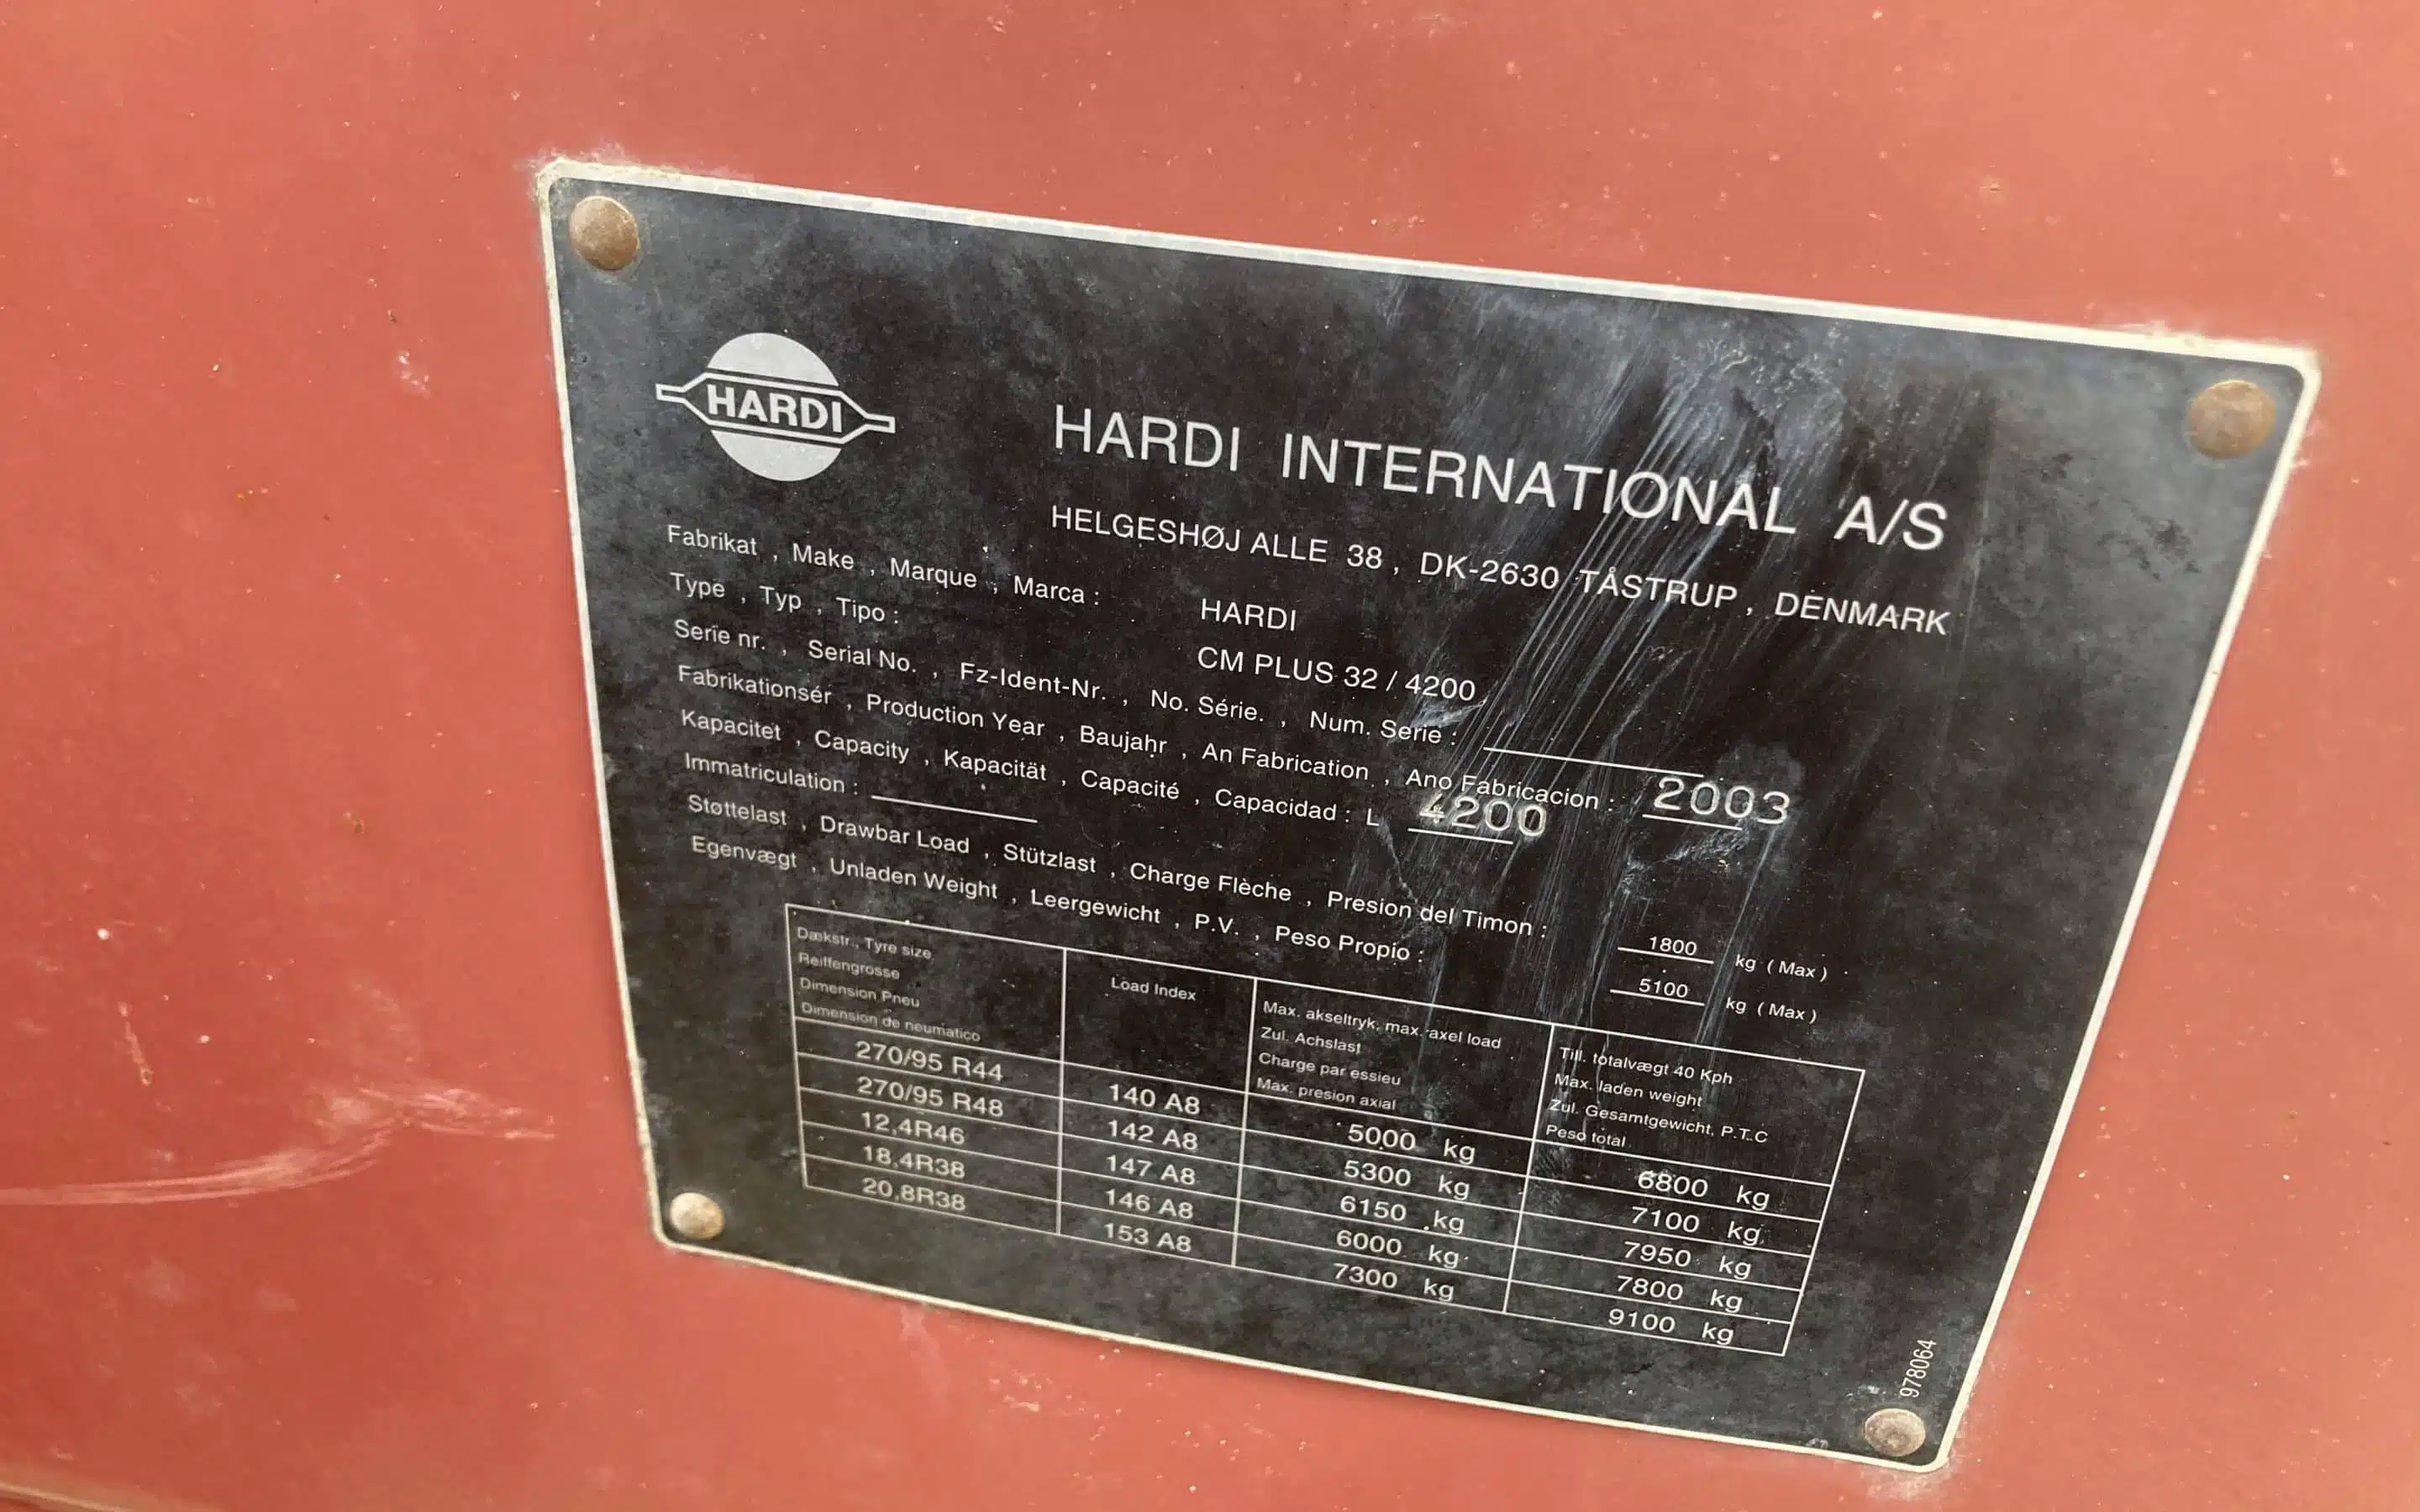 HARDI
HARDI INTERNATIONAL A/S
HELGESHØJ ALLE 38 , DK-2630 TÅSTRUP , DENMARK
Fabrikat , Make , Marque , Marca : HARDI
Type , Typ , Tipo : CM PLUS 32 / 4200
Serie nr. , Serial No. , Fz-Ident-Nr. , No. Série. , Num. Serie :
Fabrikationsér , Production Year , Baujahr , An Fabrication , Ano Fabricacion : 2003
Kapacitet , Capacity , Kapacität , Capacité , Capacidad : L 4200
Immatriculation :
Støttelast , Drawbar Load , Stützlast , Charge Flèche , Presion del Timon : 1800 kg ( Max )
Egenvægt , Unladen Weight , Leergewicht , P.V. , Peso Propio : 5100 kg ( Max )
Dækstr., Tyre size
Reiffengrosse
Dimension Pneu
Dimension de neumatico
Load Index
Max. akseltryk, max. axel load
Zul. Achslast
Charge par essieu
Max. presion axial
Till. totalvægt 40 Kph
Max. laden weight
Zul. Gesamtgewicht, P.T.C
Peso total
270/95 R44 140 A8 5000 kg 6800 kg
270/95 R48 142 A8 5300 kg 7100 kg
12,4R46 147 A8 6150 kg 7950 kg
18,4R38 146 A8 6000 kg 7800 kg
20,8R38 153 A8 7300 kg 9100 kg
978064